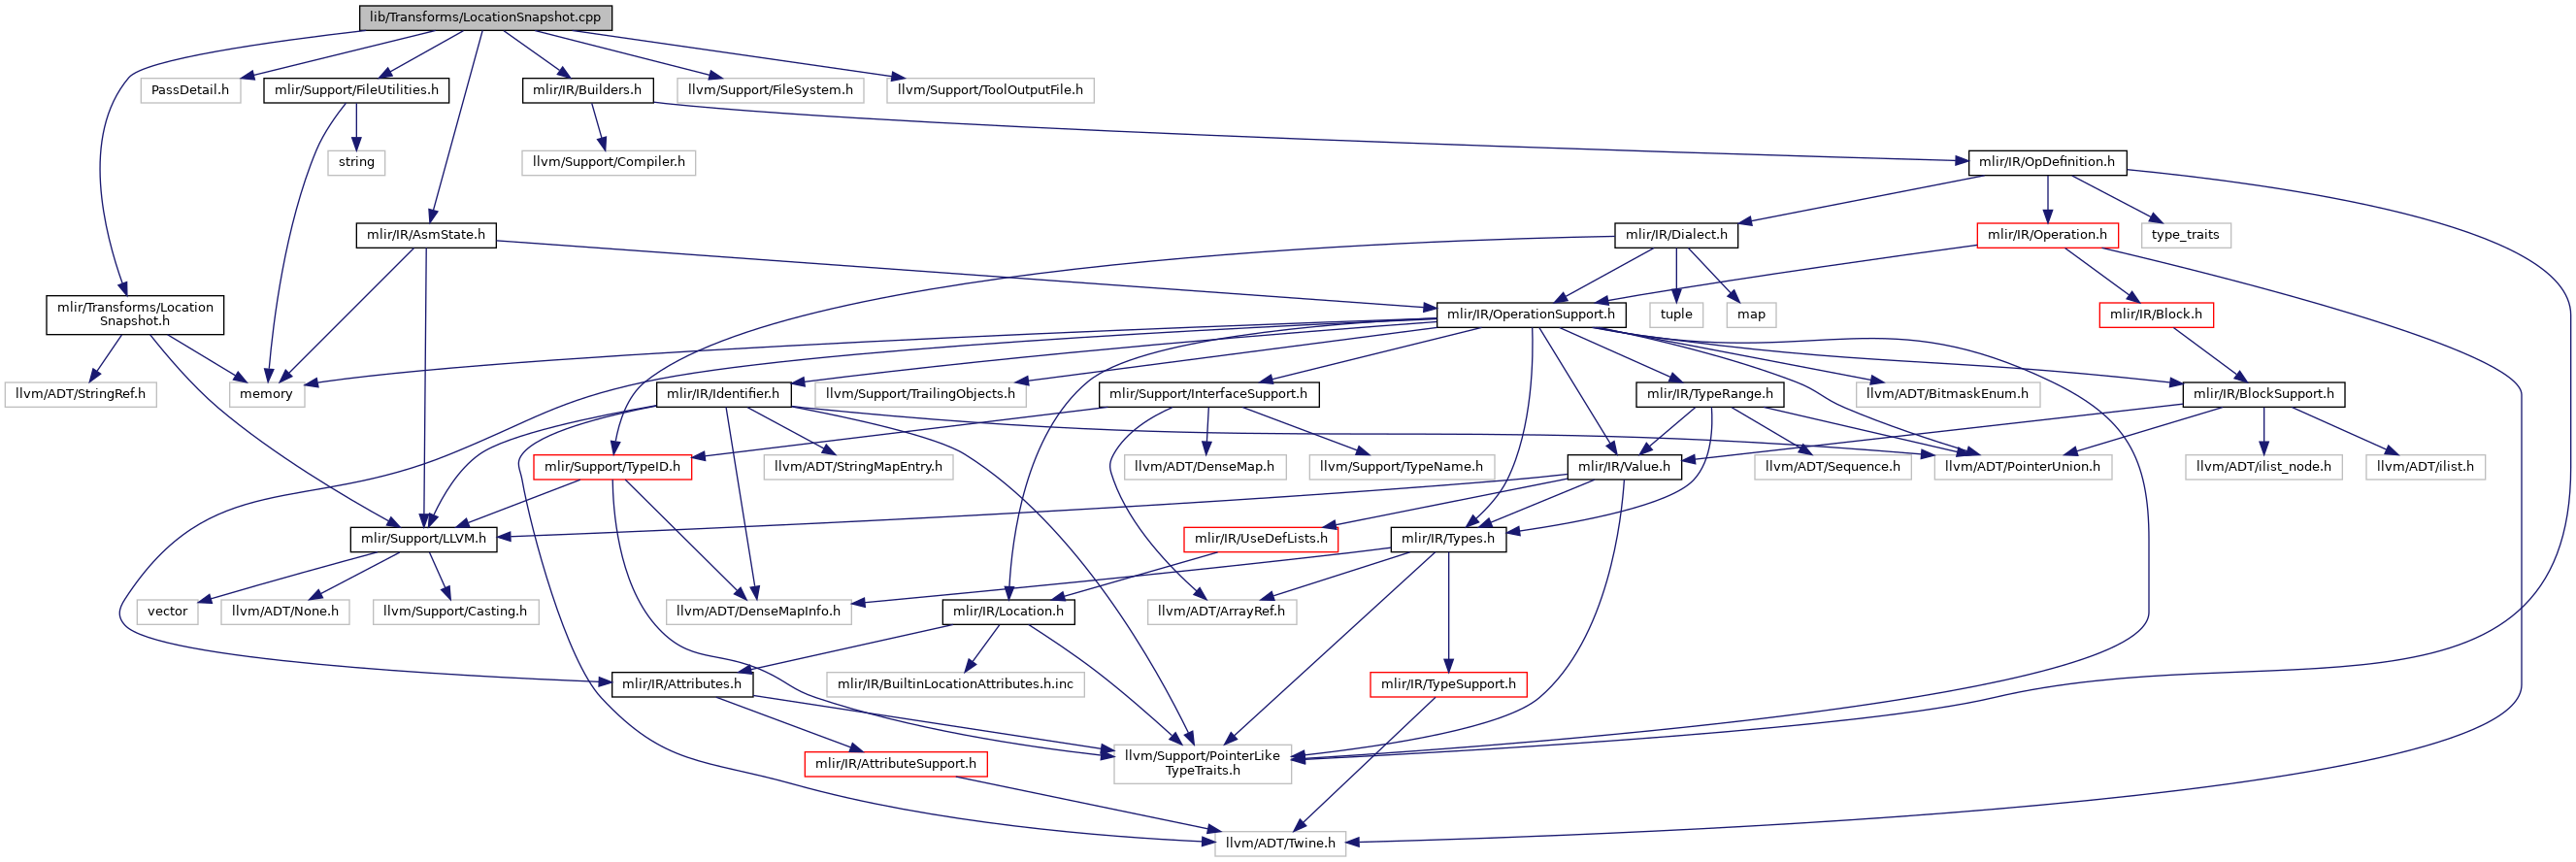 lib/Transforms/LocationSnapshot.cpp
PassDetail.h
mlir/Support/FileUtilities.h
mlir/IR/Builders.h
llvm/Support/FileSystem.h
llvm/Support/ToolOutputFile.h
string
llvm/Support/Compiler.h
mlir/IR/OpDefinition.h
mlir/IR/AsmState.h
mlir/IR/Dialect.h
mlir/IR/Operation.h
type_traits
mlir/Transforms/Location
Snapshot.h
mlir/IR/OperationSupport.h
tuple
map
mlir/IR/Block.h
llvm/ADT/StringRef.h
memory
mlir/IR/Identifier.h
llvm/Support/TrailingObjects.h
mlir/Support/InterfaceSupport.h
mlir/IR/TypeRange.h
llvm/ADT/BitmaskEnum.h
mlir/IR/BlockSupport.h
mlir/Support/TypeID.h
llvm/ADT/StringMapEntry.h
llvm/ADT/DenseMap.h
llvm/Support/TypeName.h
mlir/IR/Value.h
llvm/ADT/Sequence.h
llvm/ADT/PointerUnion.h
llvm/ADT/ilist_node.h
llvm/ADT/ilist.h
mlir/Support/LLVM.h
mlir/IR/UseDefLists.h
mlir/IR/Types.h
vector
llvm/ADT/None.h
llvm/Support/Casting.h
llvm/ADT/DenseMapInfo.h
mlir/IR/Location.h
llvm/ADT/ArrayRef.h
mlir/IR/Attributes.h
mlir/IR/BuiltinLocationAttributes.h.inc
mlir/IR/TypeSupport.h
mlir/IR/AttributeSupport.h
llvm/Support/PointerLike
TypeTraits.h
llvm/ADT/Twine.h